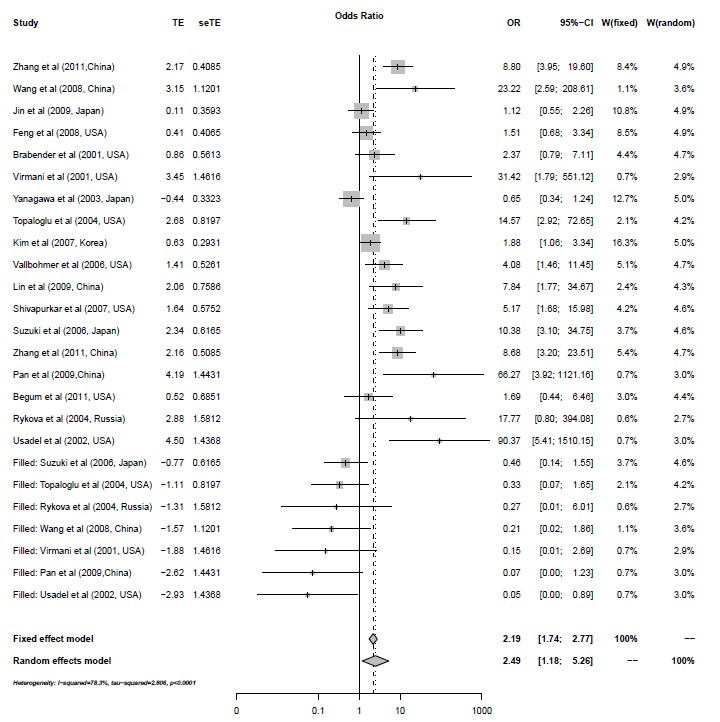 Study TE seTE Odds Ratio OR 95%−CI W(fixed) W(random)
Zhang et al (2011,China) 2.17 0.4085 8.80 [3.95; 19.60] 8.4% 4.9%
Wang et al (2008, China) 3.15 1.1201 23.22 [2.59; 208.61] 1.1% 3.6%
Jin et al (2009, Japan) 0.11 0.3593 1.12 [0.55; 2.26] 10.8% 4.9%
Feng et al (2008, USA) 0.41 0.4065 1.51 [0.68; 3.34] 8.5% 4.9%
Brabender et al (2001, USA) 0.86 0.5613 2.37 [0.79; 7.11] 4.4% 4.7%
Virmani et al (2001, USA) 3.45 1.4616 31.42 [1.79; 551.12] 0.7% 2.9%
Yanagawa et al (2003, Japan) −0.44 0.3323 0.65 [0.34; 1.24] 12.7% 5.0%
Topaloglu et al (2004, USA) 2.68 0.8197 14.57 [2.92; 72.65] 2.1% 4.2%
Kim et al (2007, Korea) 0.63 0.2931 1.88 [1.06; 3.34] 16.3% 5.0%
Vallbohmer et al (2006, USA) 1.41 0.5261 4.08 [1.46; 11.45] 5.1% 4.7%
Lin et al (2009, China) 2.06 0.7586 7.84 [1.77; 34.67] 2.4% 4.3%
Shivapurkar et al (2007, USA) 1.64 0.5752 5.17 [1.68; 15.98] 4.2% 4.6%
Suzuki et al (2006, Japan) 2.34 0.6165 10.38 [3.10; 34.75] 3.7% 4.6%
Zhang et al (2011, China) 2.16 0.5085 8.68 [3.20; 23.51] 5.4% 4.7%
Pan et al (2009,China) 4.19 1.4431 66.27 [3.92; 1121.16] 0.7% 3.0%
Begum et al (2011, USA) 0.52 0.6851 1.69 [0.44; 6.46] 3.0% 4.4%
Rykova et al (2004, Russia) 2.88 1.5812 17.77 [0.80; 394.08] 0.6% 2.7%
Usadel et al (2002, USA) 4.50 1.4368 90.37 [5.41; 1510.15] 0.7% 3.0%
Filled: Suzuki et al (2006, Japan) −0.77 0.6165 0.46 [0.14; 1.55] 3.7% 4.6%
Filled: Topaloglu et al (2004, USA) −1.11 0.8197 0.33 [0.07; 1.65] 2.1% 4.2%
Filled: Rykova et al (2004, Russia) −1.31 1.5812 0.27 [0.01; 6.01] 0.6% 2.7%
Filled: Wang et al (2008, China) −1.57 1.1201 0.21 [0.02; 1.86] 1.1% 3.6%
Filled: Virmani et al (2001, USA) −1.88 1.4616 0.15 [0.01; 2.69] 0.7% 2.9%
Filled: Pan et al (2009,China) −2.62 1.4431 0.07 [0.00; 1.23] 0.7% 3.0%
Filled: Usadel et al (2002, USA) −2.93 1.4368 0.05 [0.00; 0.89] 0.7% 3.0%
Fixed effect model 2.19 [1.74; 2.77] 100% −−
Random effects model 2.49 [1.18; 5.26] −− 100%
Heterogeneity: I−squared=78.3%, tau−squared=2.806, p<0.0001
0 0.1 1 10 1000